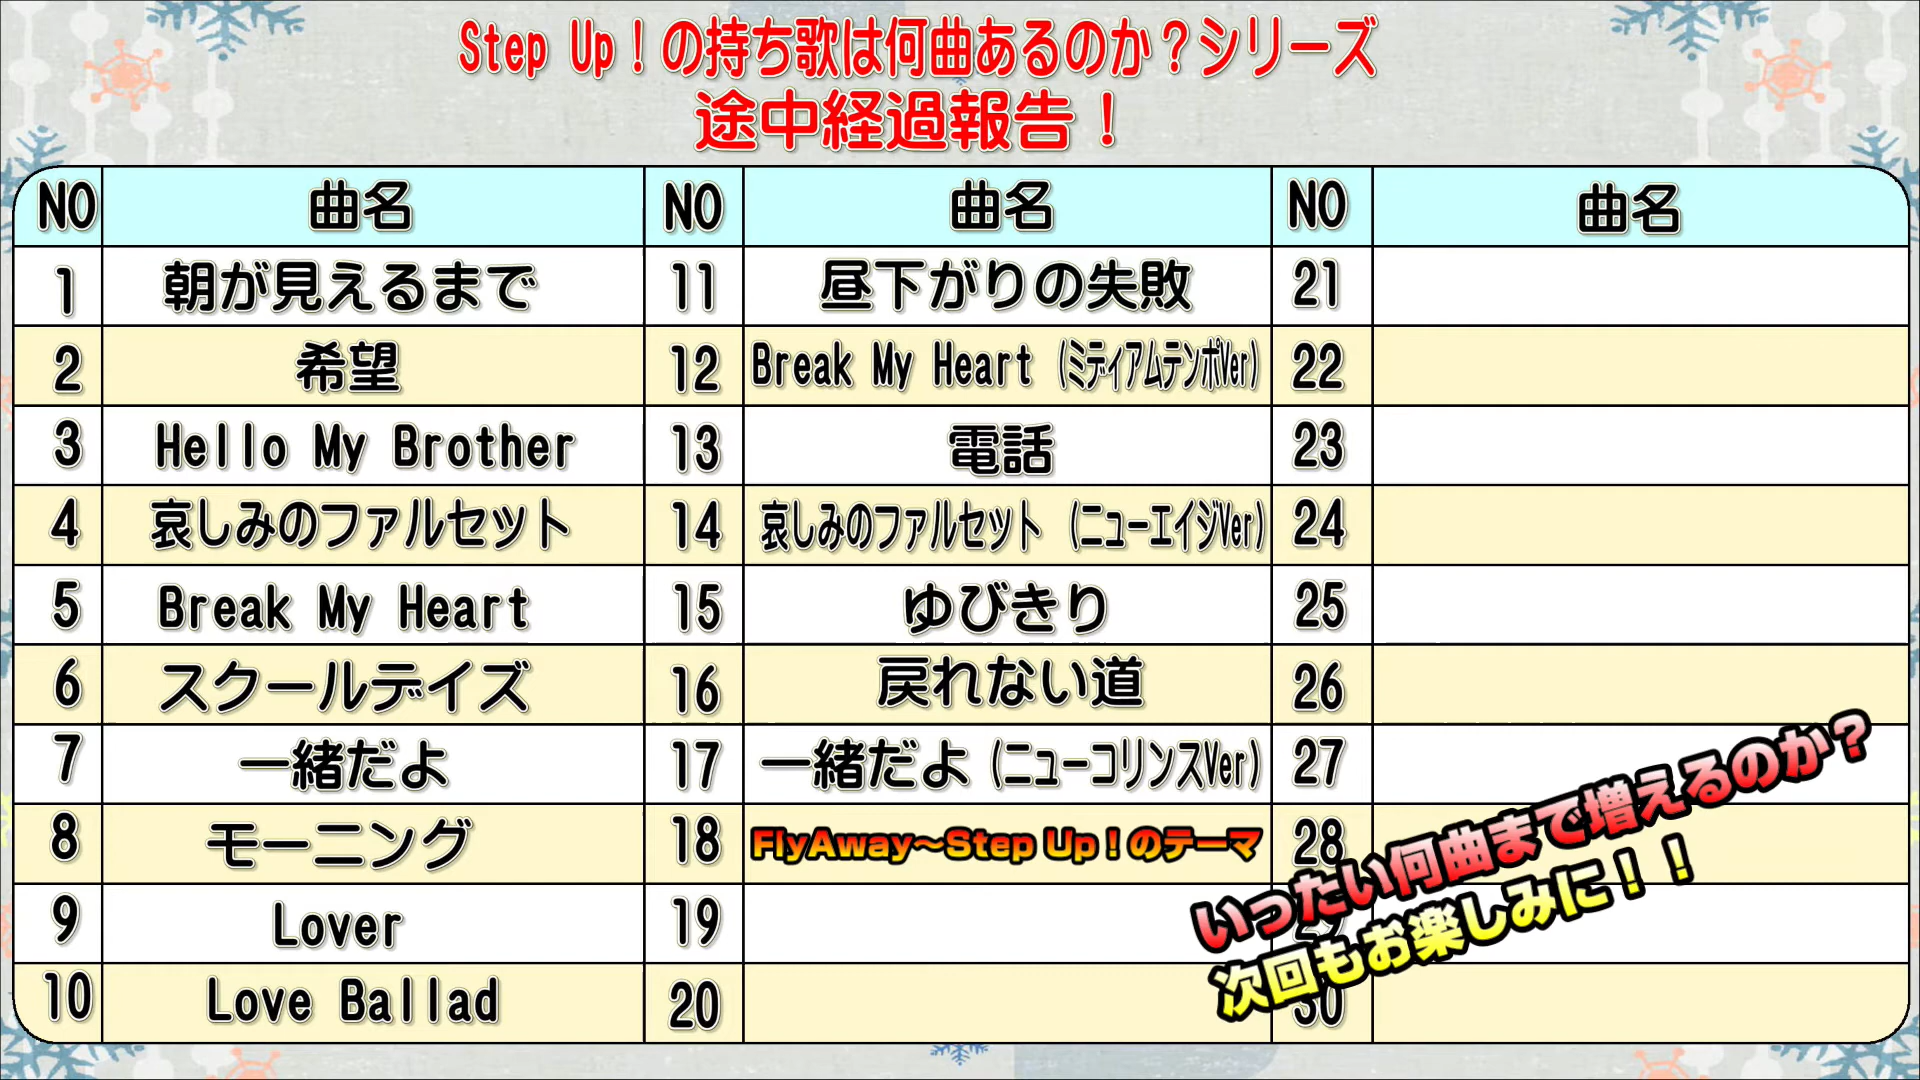 Step Up！の持ち歌は何曲あるのか？シリーズ
途中経過報告！
NO 曲名 NO 曲名 NO 曲名
1 朝が見えるまで 11 昼下がりの失敗 21
2 希望 12 Break My Heart (ミディアムテンポVer) 22
3 Hello My Brother 13 電話 23
4 哀しみのファルセット 14 哀しみのファルセット (ニューエイジVer) 24
5 Break My Heart 15 ゆびきり 25
6 スクールデイズ 16 戻れない道 26
7 一緒だよ 17 一緒だよ (ニューコリンズVer) 27
8 モーニング 18 FlyAway〜Step Up！のテーマ 28
9 Lover 19 29
10 Love Ballad 20 30
いったい何曲まで増えるのか？
次回もお楽しみに！！